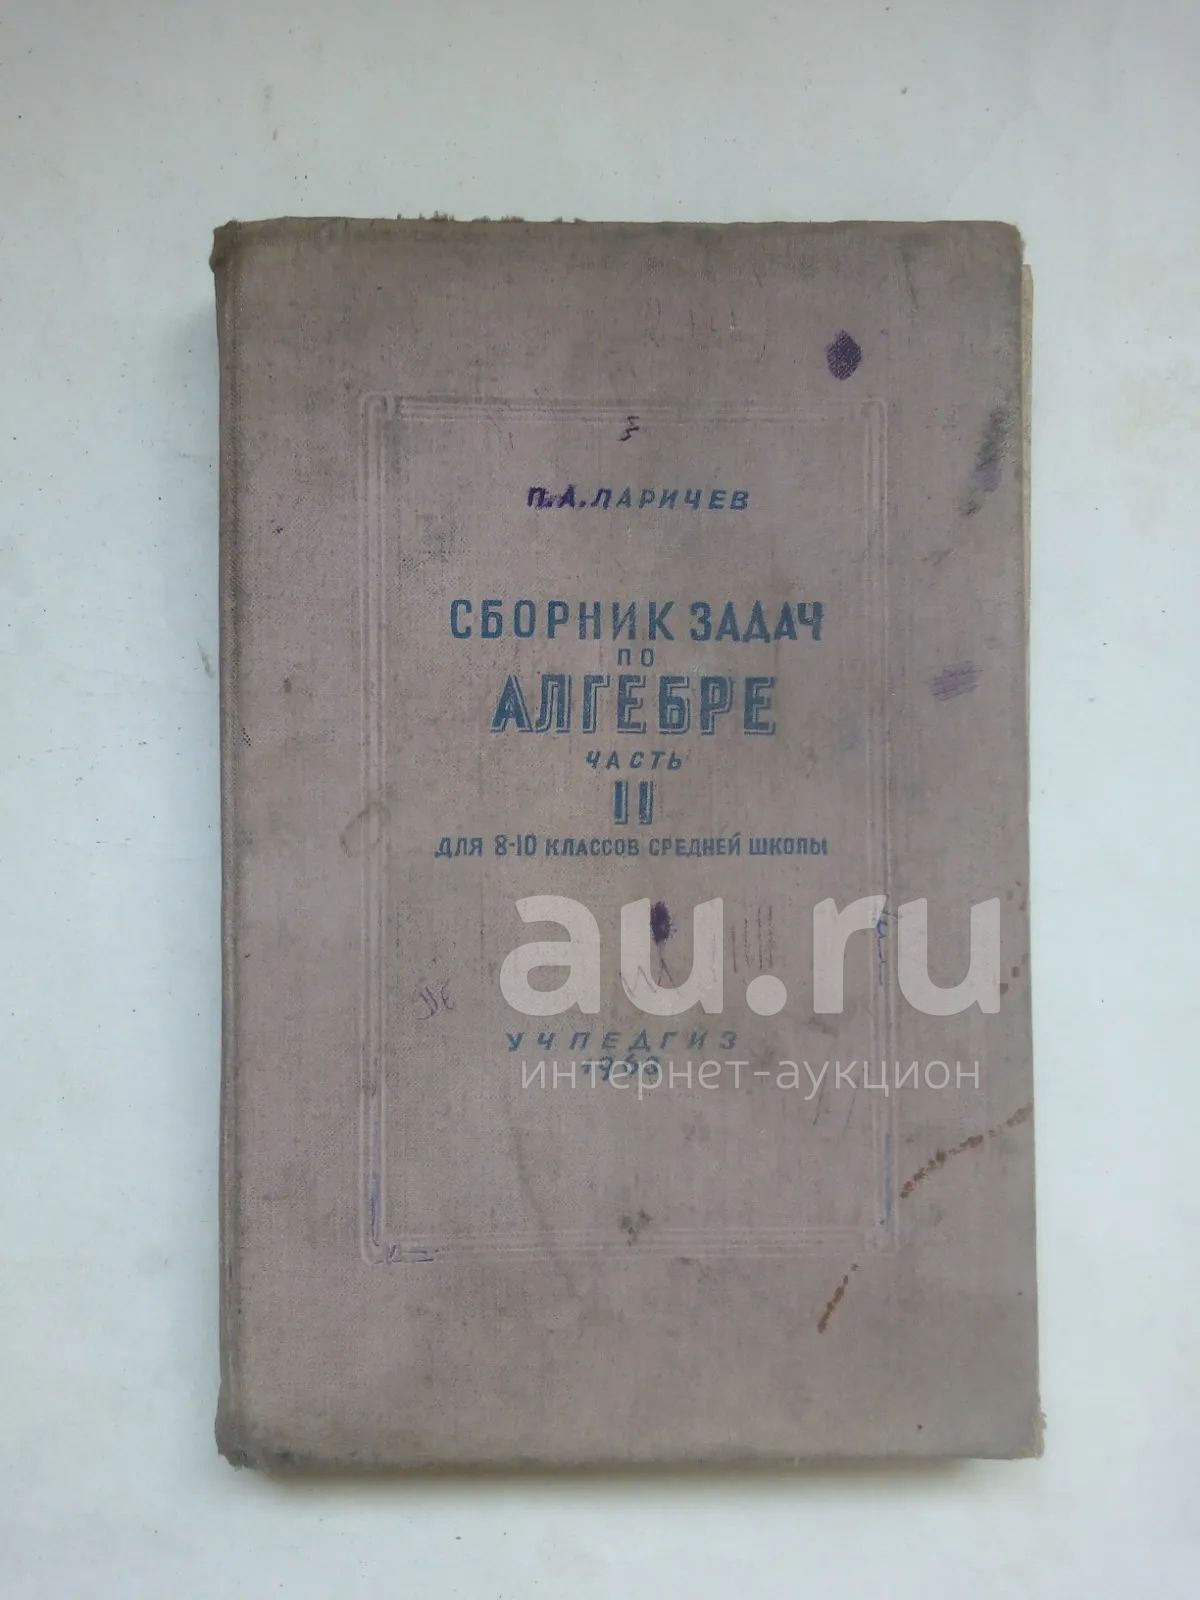 П. А. ЛАРИЧЕВ
СБОРНИК ЗАДАЧ
ПО
АЛГЕБРЕ
ЧАСТЬ
II
ДЛЯ 8-10 КЛАССОВ СРЕДНЕЙ ШКОЛЫ
au.ru
УЧПЕДГИЗ
интернет-аукцион